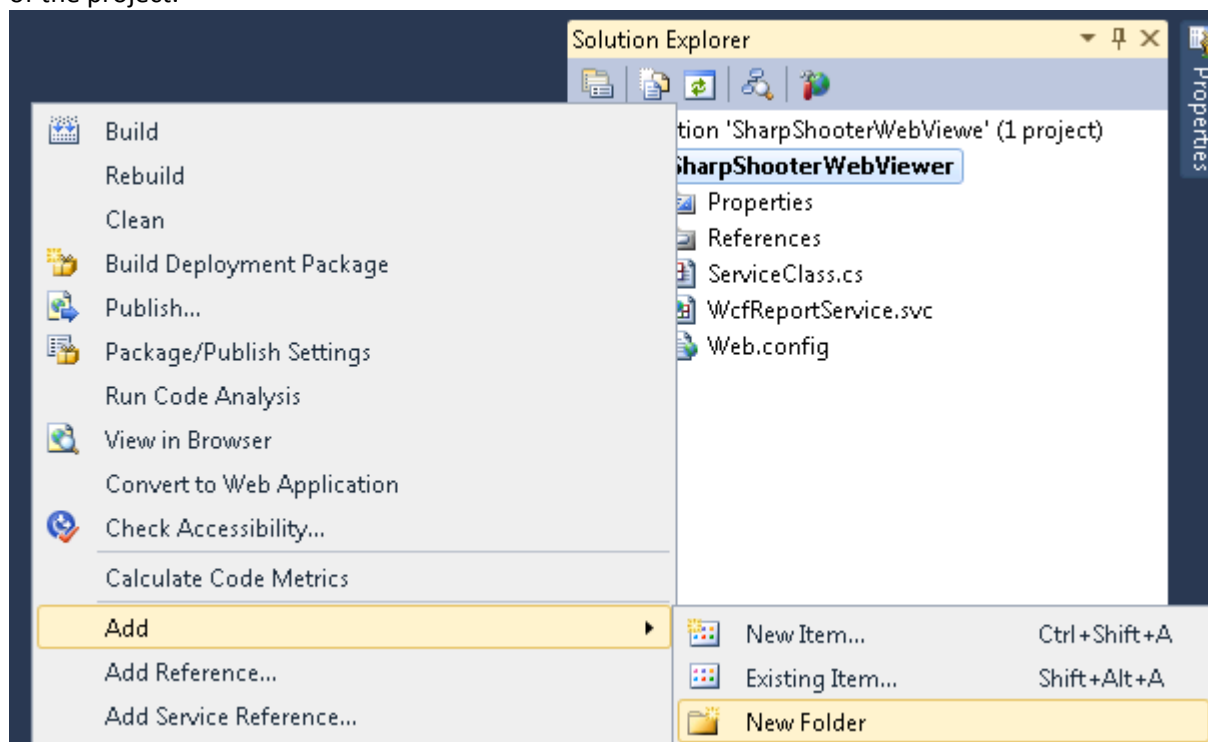 of the project.
Solution Explorer
Properties
tion 'SharpShooterWebViewe' (1 project)
SharpShooterWebViewer
Properties
References
ServiceClass.cs
WcfReportService.svc
Web.config
Build
Rebuild
Clean
Build Deployment Package
Publish...
Package/Publish Settings
Run Code Analysis
View in Browser
Convert to Web Application
Check Accessibility...
Calculate Code Metrics
Add
Add Reference...
Add Service Reference...
New Item... Ctrl+Shift+A
Existing Item... Shift+Alt+A
New Folder